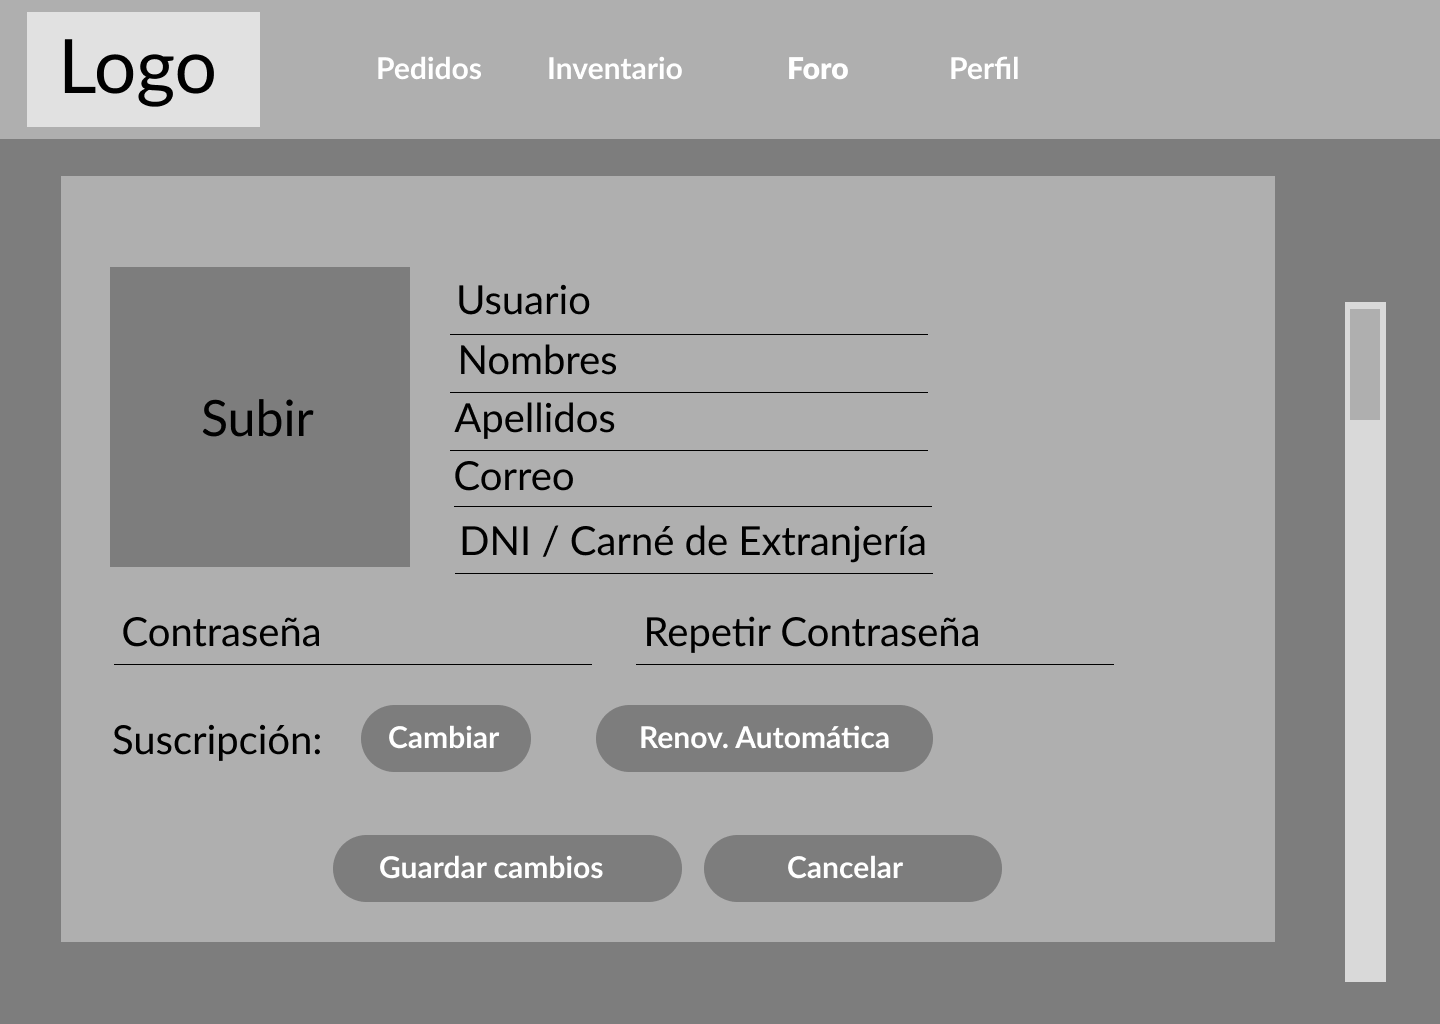 Logo
Pedidos Inventario Foro Perfil
Usuario
Nombres
Apellidos
Correo
DNI / Carné de Extranjería
Subir
Contraseña Repetir Contraseña
Suscripción: Cambiar Renov. Automática
Guardar cambios Cancelar